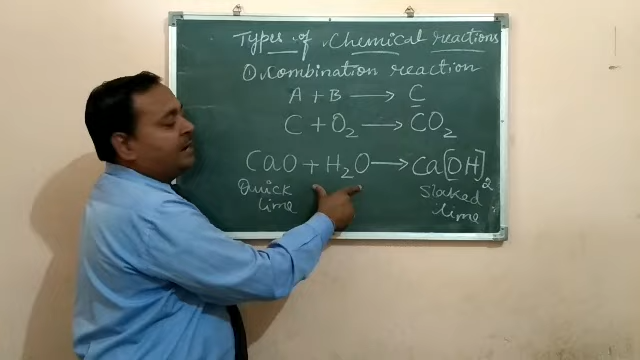 Types of Chemical reactions
① Combination reaction
A + B ⟶ C
C + O₂ ⟶ CO₂
CaO + H₂O ⟶ Ca[OH]₂
Quick lime Slaked lime